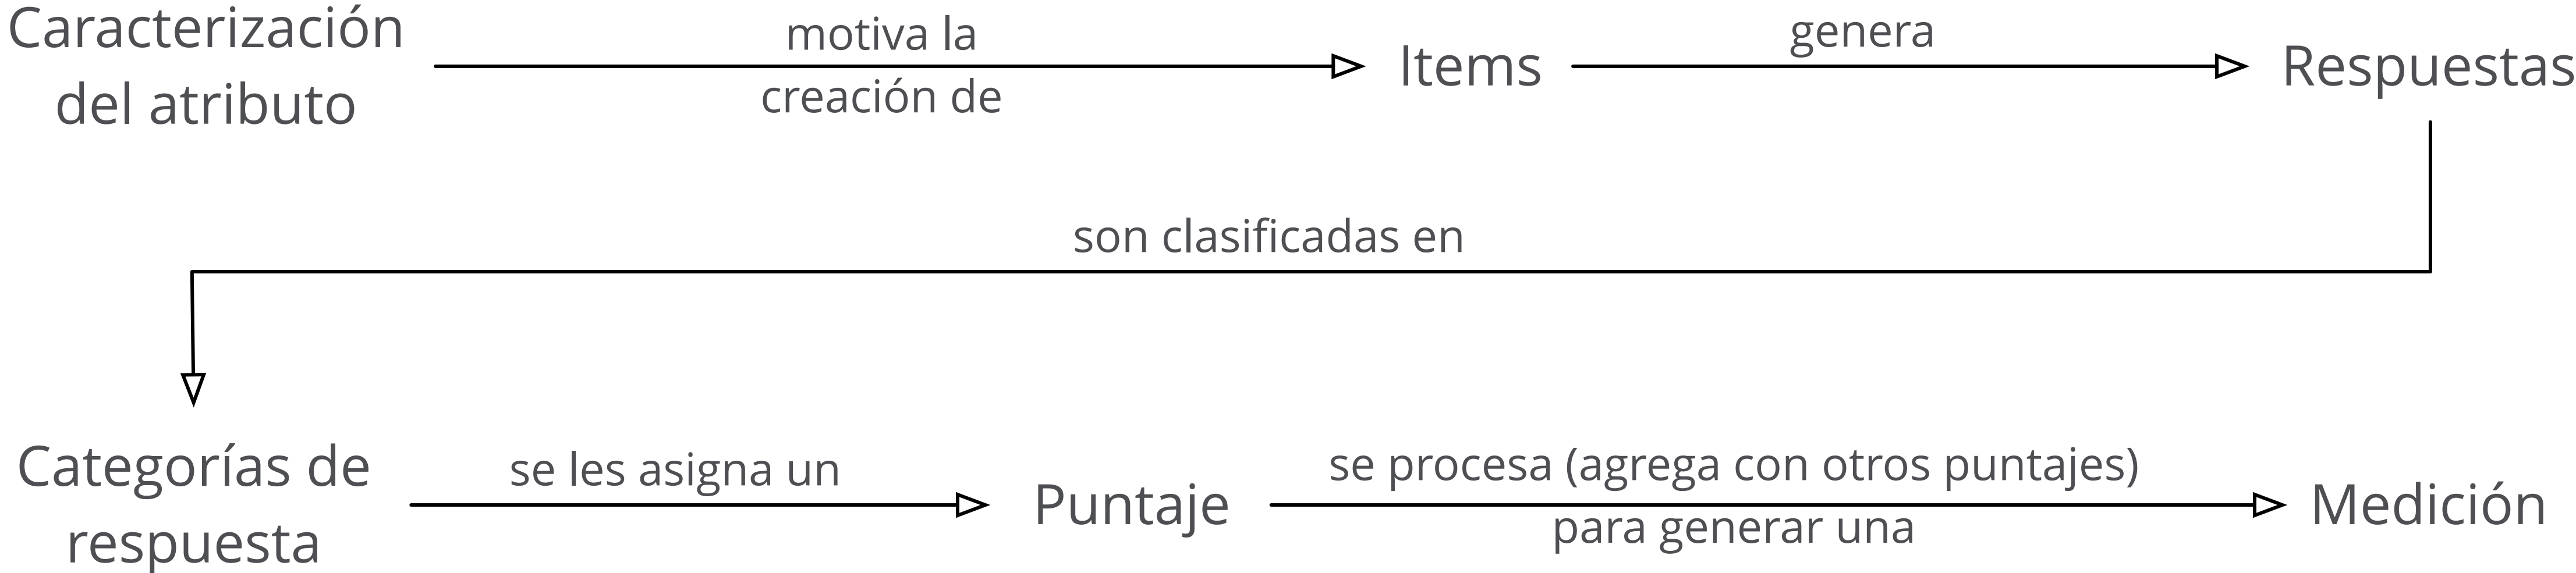 Caracterización
del atributo
motiva la
creación de
Items
genera
Respuestas
son clasificadas en
Categorías de
respuesta
se les asigna un
Puntaje
se procesa (agrega con otros puntajes)
para generar una
Medición